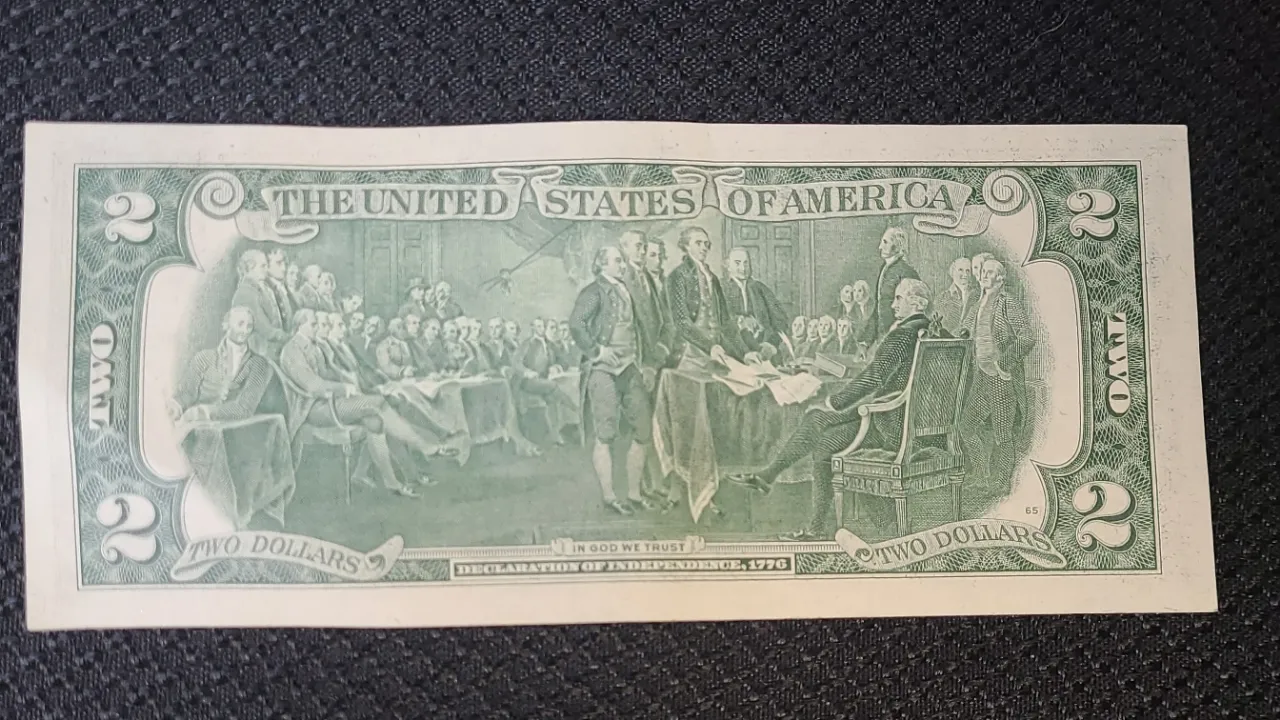 THE UNITED STATES OF AMERICA
2
2
TWO
TWO
2
2
65
TWO DOLLARS
TWO DOLLARS
IN GOD WE TRUST
DECLARATION OF INDEPENDENCE, 1776